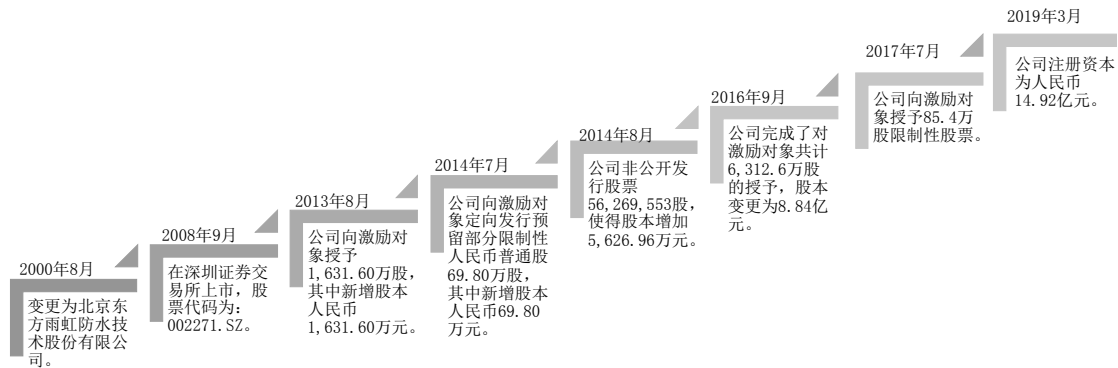 2000年8月
变更为北京东
方雨虹防水技
术股份有限公
司。
2008年9月
在深圳证券交
易所上市，股
票代码为：
002271.SZ。
2013年8月
公司向激励对
象授予
1,631.60万股，
其中新增股本
人民币
1,631.60万元。
2014年7月
公司向激励对
象定向发行预
留部分限制性
人民币普通股
69.80万股，
其中新增股本
人民币69.80
万元。
2014年8月
公司非公开发
行股票
56,269,553股，
使得股本增加
5,626.96万元。
2016年9月
公司完成了对
激励对象共计
6,312.6万股
的授予，股本
变更为8.84亿
元。
2017年7月
公司向激励对
象授予85.4万
股限制性股票。
2019年3月
公司注册资本
为人民币
14.92亿元。